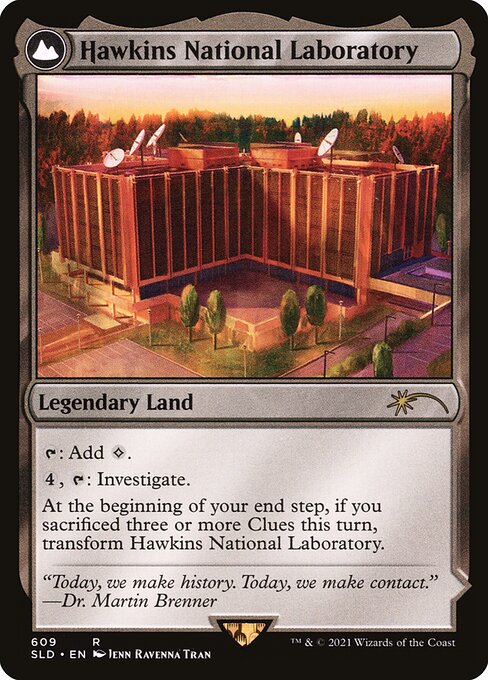 Hawkins National Laboratory
Legendary Land
: Add .
4 , : Investigate.
At the beginning of your end step, if you
sacrificed three or more Clues this turn,
transform Hawkins National Laboratory.
“Today, we make history. Today, we make contact.”
—Dr. Martin Brenner
609 R
SLD • EN Jenn Ravenna Tran
™ & © 2021 Wizards of the Coast